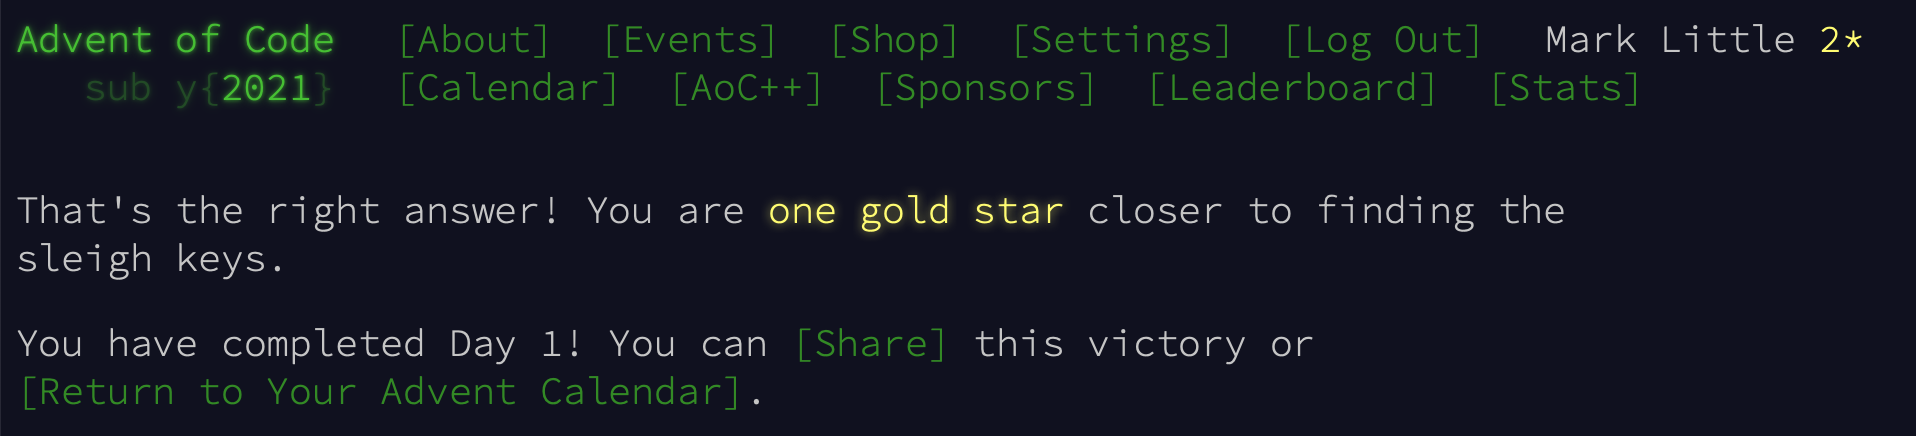 Advent of Code [About] [Events] [Shop] [Settings] [Log Out] Mark Little 2*
sub y{2021} [Calendar] [AoC++] [Sponsors] [Leaderboard] [Stats]
That's the right answer! You are one gold star closer to finding the
sleigh keys.
You have completed Day 1! You can [Share] this victory or
[Return to Your Advent Calendar].